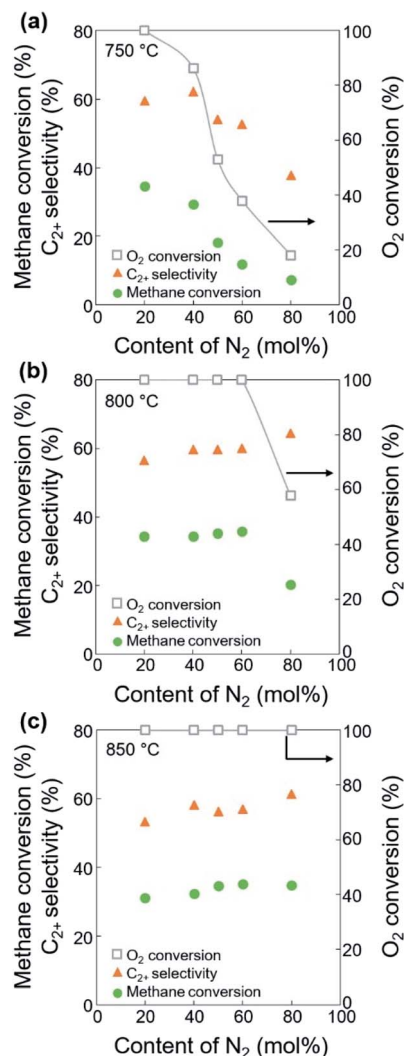 (a)
750 °C
Methane conversion (%)
C₂₊ selectivity (%)
80
60
40
20
0
O₂ conversion (%)
100
80
60
40
20
0
O₂ conversion
C₂₊ selectivity
Methane conversion
0 20 40 60 80 100
Content of N₂ (mol%)
(b)
800 °C
Methane conversion (%)
C₂₊ selectivity (%)
80
60
40
20
0
O₂ conversion (%)
100
80
60
40
20
0
O₂ conversion
C₂₊ selectivity
Methane conversion
0 20 40 60 80 100
Content of N₂ (mol%)
(c)
850 °C
Methane conversion (%)
C₂₊ selectivity (%)
80
60
40
20
0
O₂ conversion (%)
100
80
60
40
20
0
O₂ conversion
C₂₊ selectivity
Methane conversion
0 20 40 60 80 100
Content of N₂ (mol%)